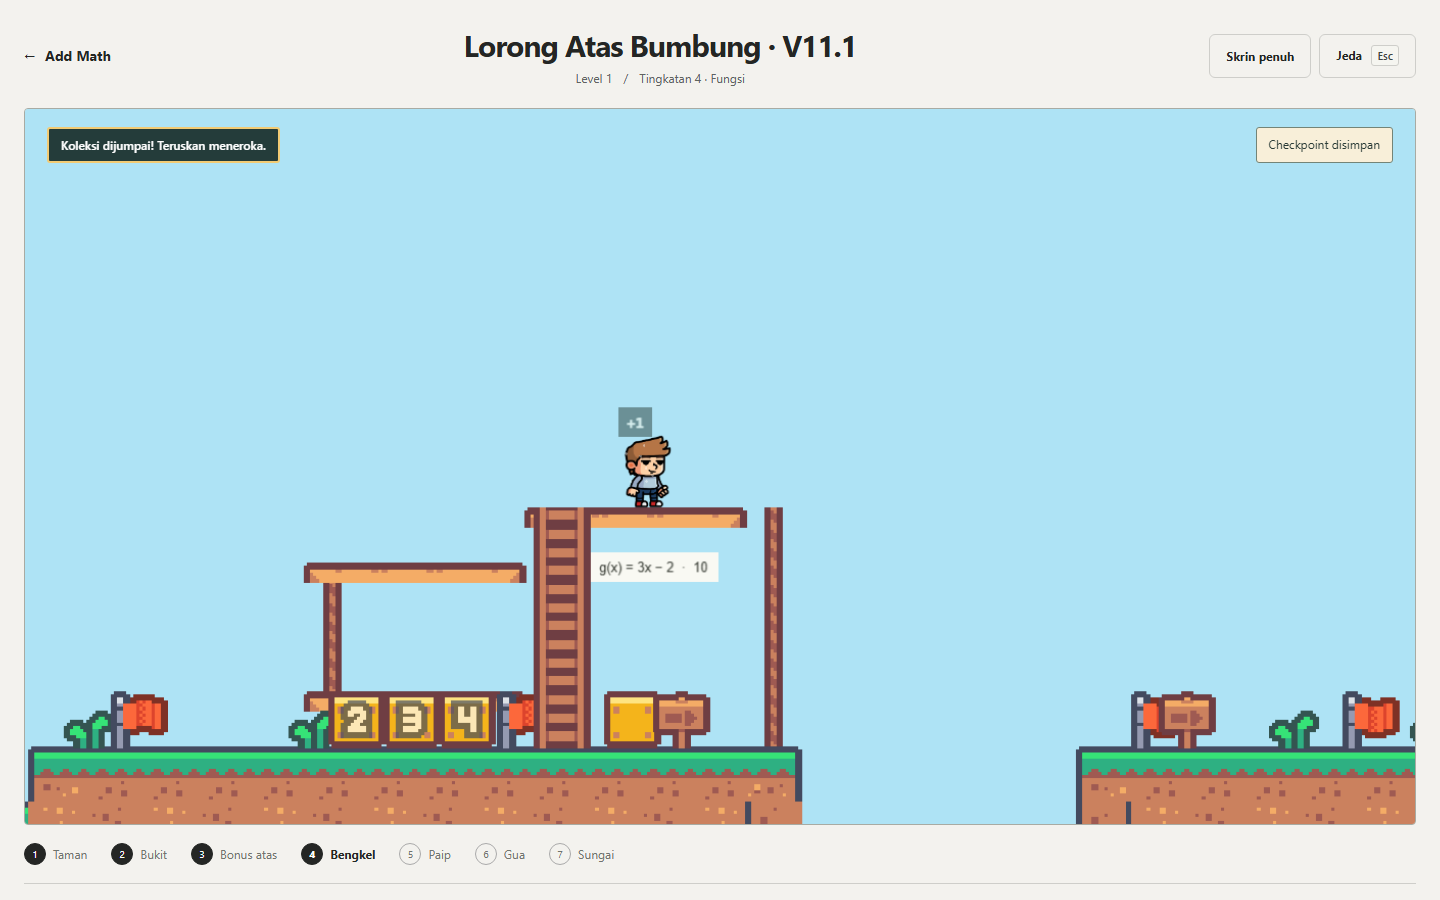 ← Add Math
Lorong Atas Bumbung · V11.1
Level 1 / Tingkatan 4 · Fungsi
Skrin penuh
Jeda Esc
Koleksi dijumpai! Teruskan meneroka.
Checkpoint disimpan
+1
g(x) = 3x − 2 · 10
2 3 4
1 Taman 2 Bukit 3 Bonus atas 4 Bengkel 5 Paip 6 Gua 7 Sungai